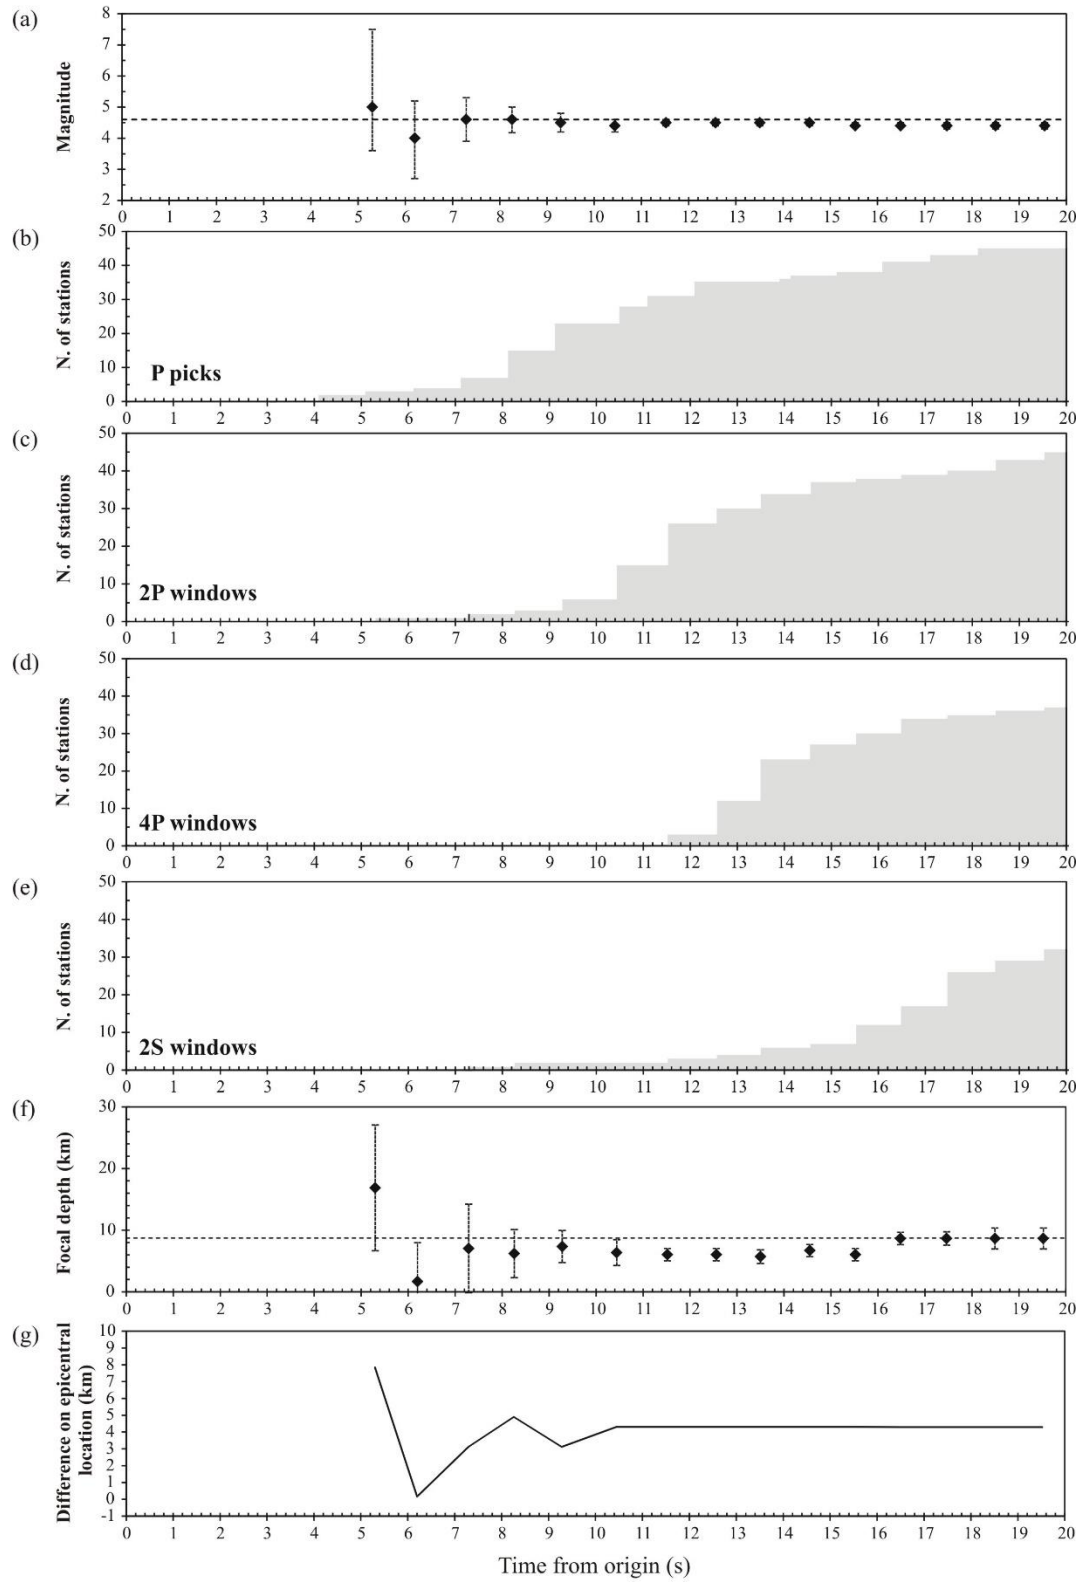 (a)
Magnitude
8
7
6
5
4
3
2
0 1 2 3 4 5 6 7 8 9 10 11 12 13 14 15 16 17 18 19 20
(b)
N. of stations
50
40
30
20
10
0
P picks
0 1 2 3 4 5 6 7 8 9 10 11 12 13 14 15 16 17 18 19 20
(c)
N. of stations
50
40
30
20
10
0
2P windows
0 1 2 3 4 5 6 7 8 9 10 11 12 13 14 15 16 17 18 19 20
(d)
N. of stations
50
40
30
20
10
0
4P windows
0 1 2 3 4 5 6 7 8 9 10 11 12 13 14 15 16 17 18 19 20
(e)
N. of stations
50
40
30
20
10
0
2S windows
0 1 2 3 4 5 6 7 8 9 10 11 12 13 14 15 16 17 18 19 20
(f)
Focal depth (km)
30
20
10
0
0 1 2 3 4 5 6 7 8 9 10 11 12 13 14 15 16 17 18 19 20
(g)
Difference on epicentral
location (km)
10
9
8
7
6
5
4
3
2
1
0
-1
0 1 2 3 4 5 6 7 8 9 10 11 12 13 14 15 16 17 18 19 20
Time from origin (s)